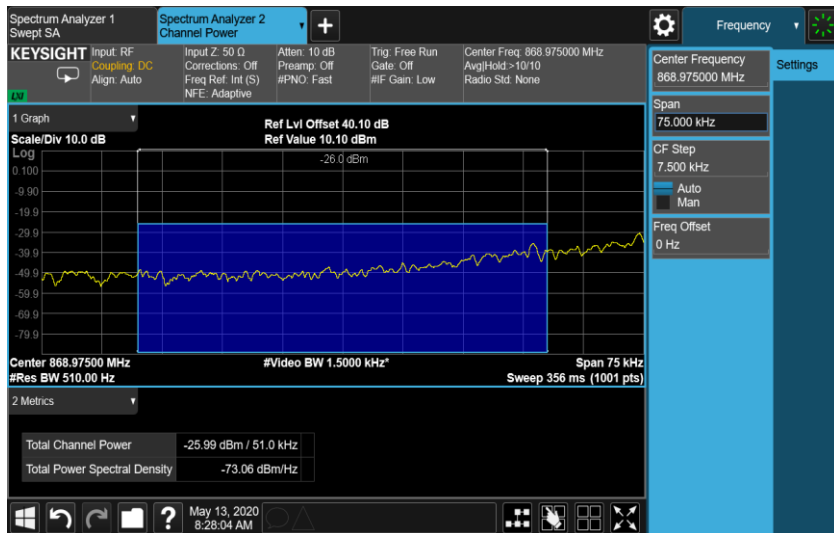 Spectrum Analyzer 1
Swept SA
Spectrum Analyzer 2
Channel Power
+
Frequency
KEYSIGHT
LXI
Input: RF
Coupling: DC
Align: Auto
Input Z: 50 Ω
Corrections: Off
Freq Ref: Int (S)
NFE: Adaptive
Atten: 10 dB
Preamp: Off
#PNO: Fast
Trig: Free Run
Gate: Off
#IF Gain: Low
Center Freq: 868.975000 MHz
Avg|Hold:>10/10
Radio Std: None
Center Frequency
868.975000 MHz
Settings
Span
75.000 kHz
CF Step
7.500 kHz
Auto
Man
Freq Offset
0 Hz
1 Graph
Scale/Div 10.0 dB
Ref Lvl Offset 40.10 dB
Ref Value 10.10 dBm
Log
-26.0 dBm
0.100
-9.90
-19.9
-29.9
-39.9
-49.9
-59.9
-69.9
-79.9
Center 868.97500 MHz
#Video BW 1.5000 kHz*
Span 75 kHz
#Res BW 510.00 Hz
Sweep 356 ms (1001 pts)
2 Metrics
Total Channel Power
-25.99 dBm / 51.0 kHz
Total Power Spectral Density
-73.06 dBm/Hz
?
May 13, 2020
8:28:04 AM